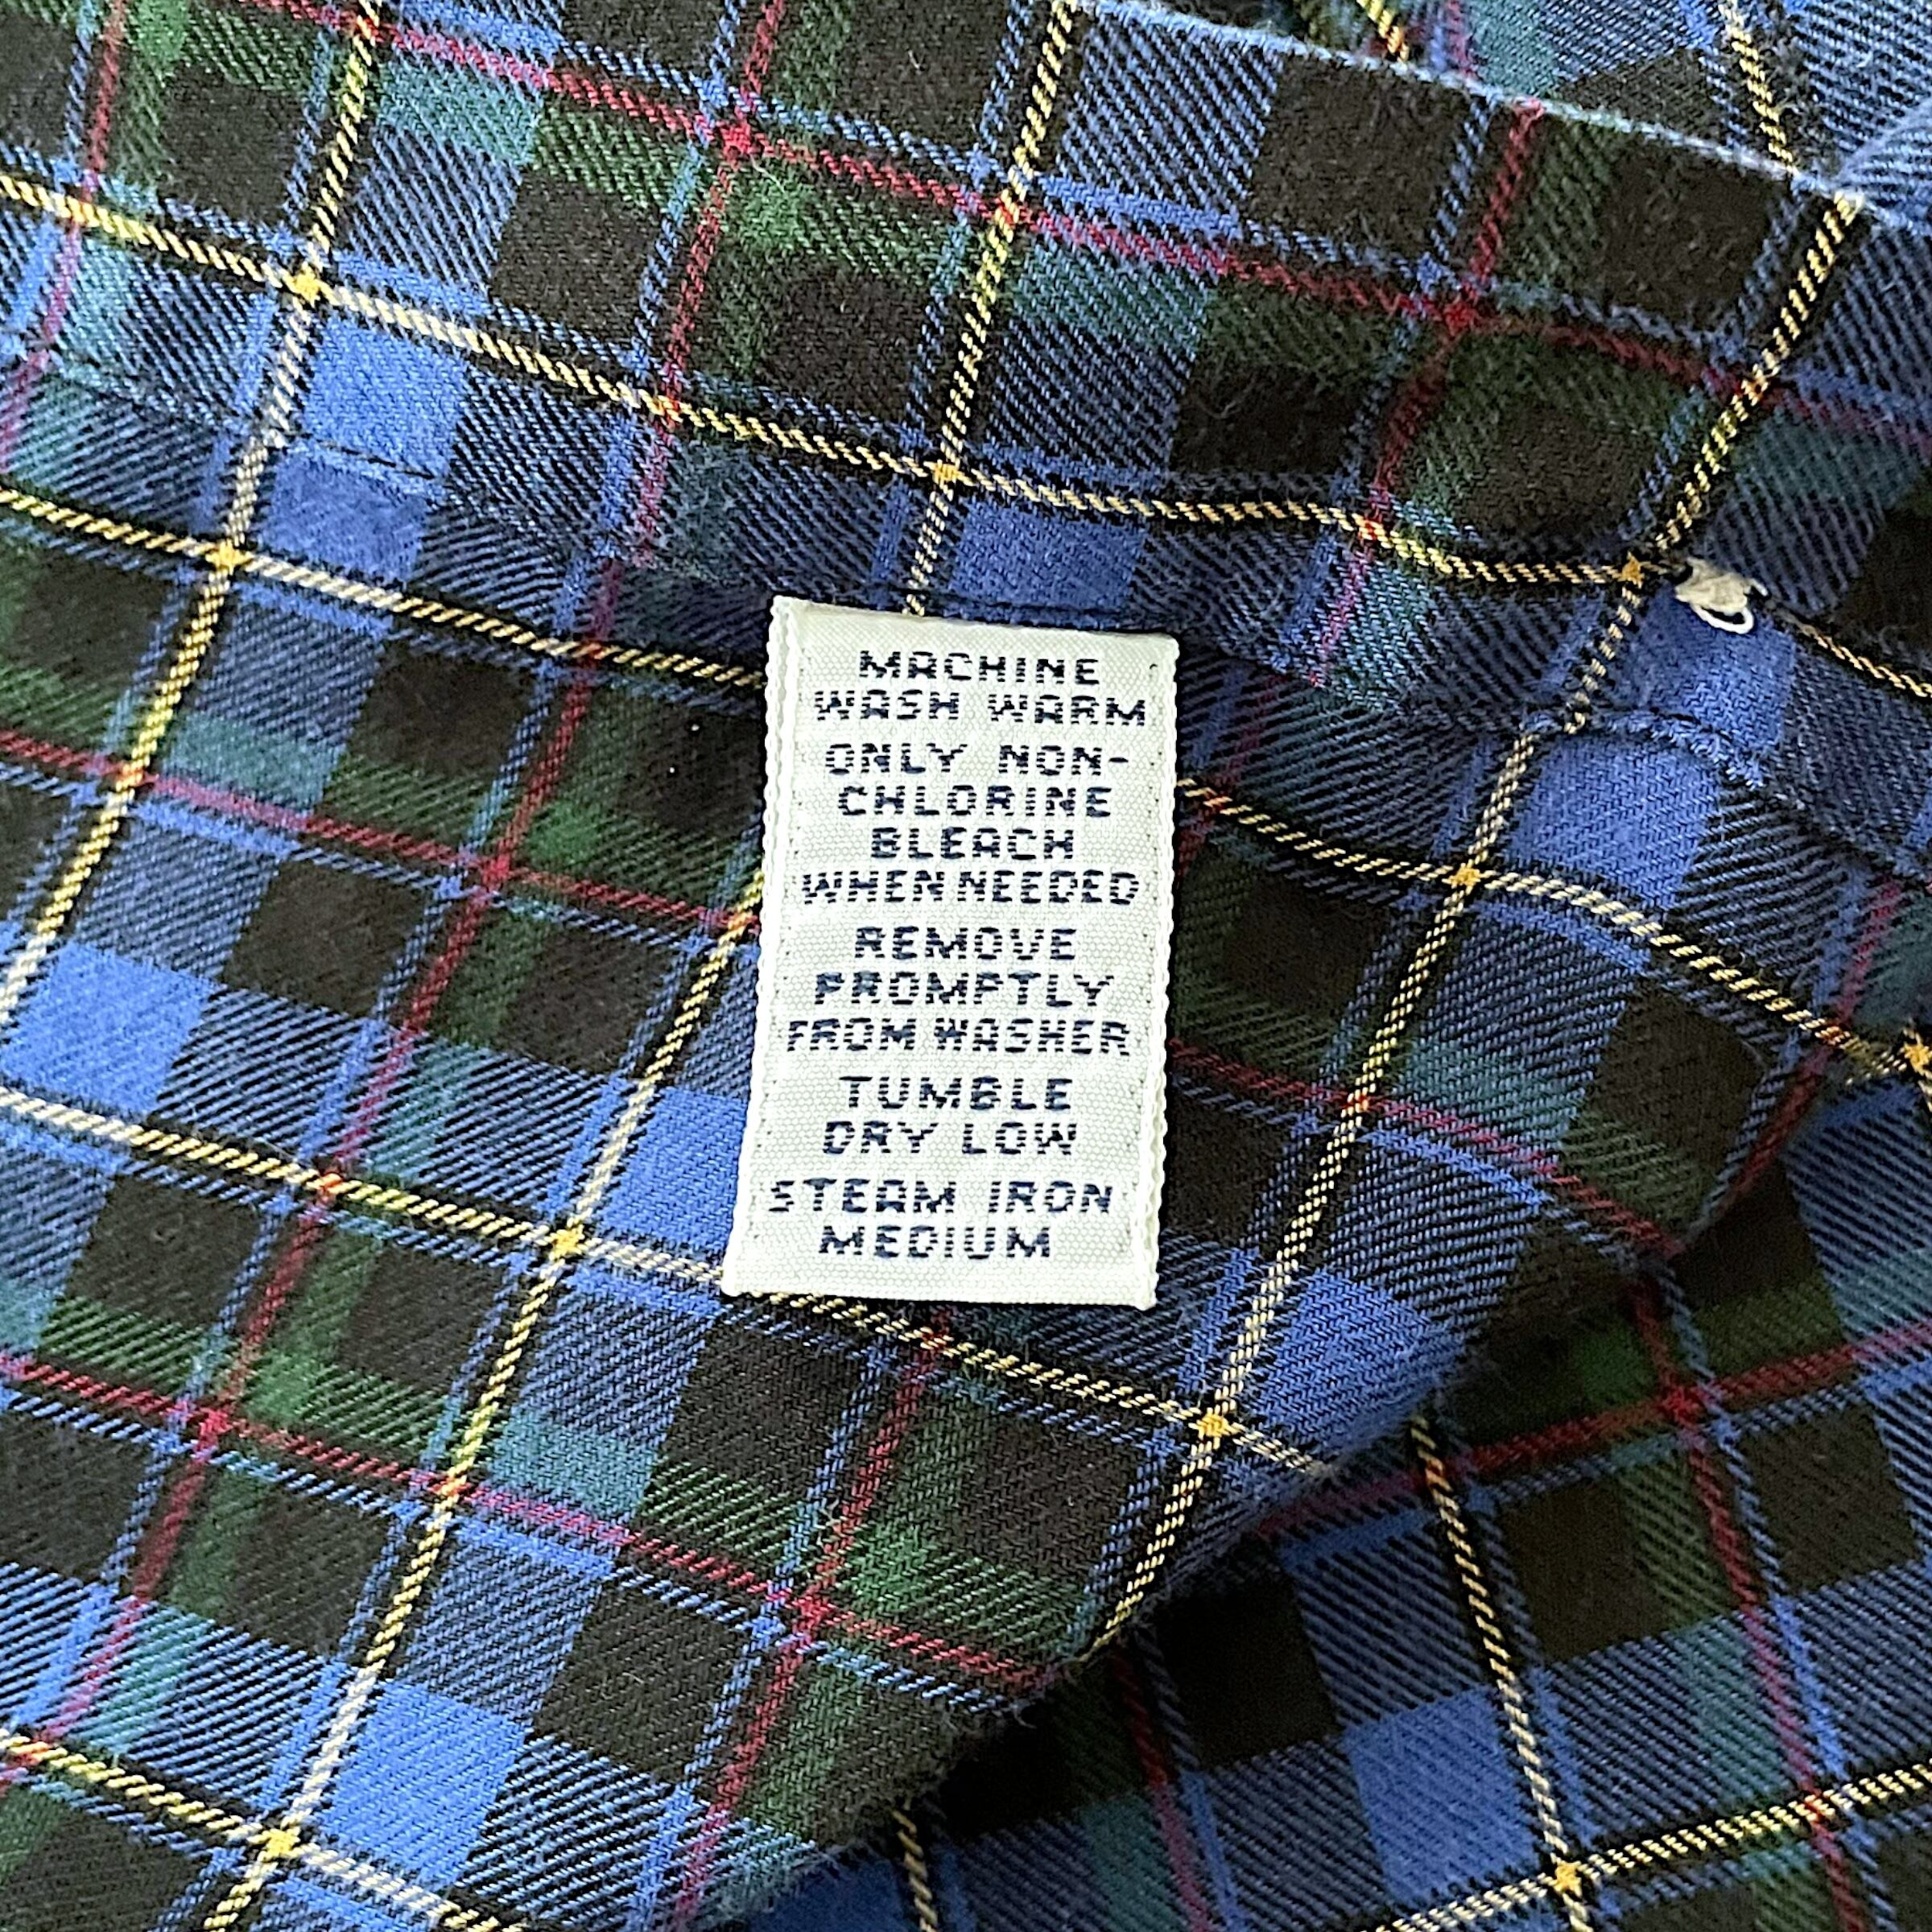 MACHINE
WASH WARM
ONLY NON-
CHLORINE
BLEACH
WHEN NEEDED
REMOVE
PROMPTLY
FROM WASHER
TUMBLE
DRY LOW
STEAM IRON
MEDIUM